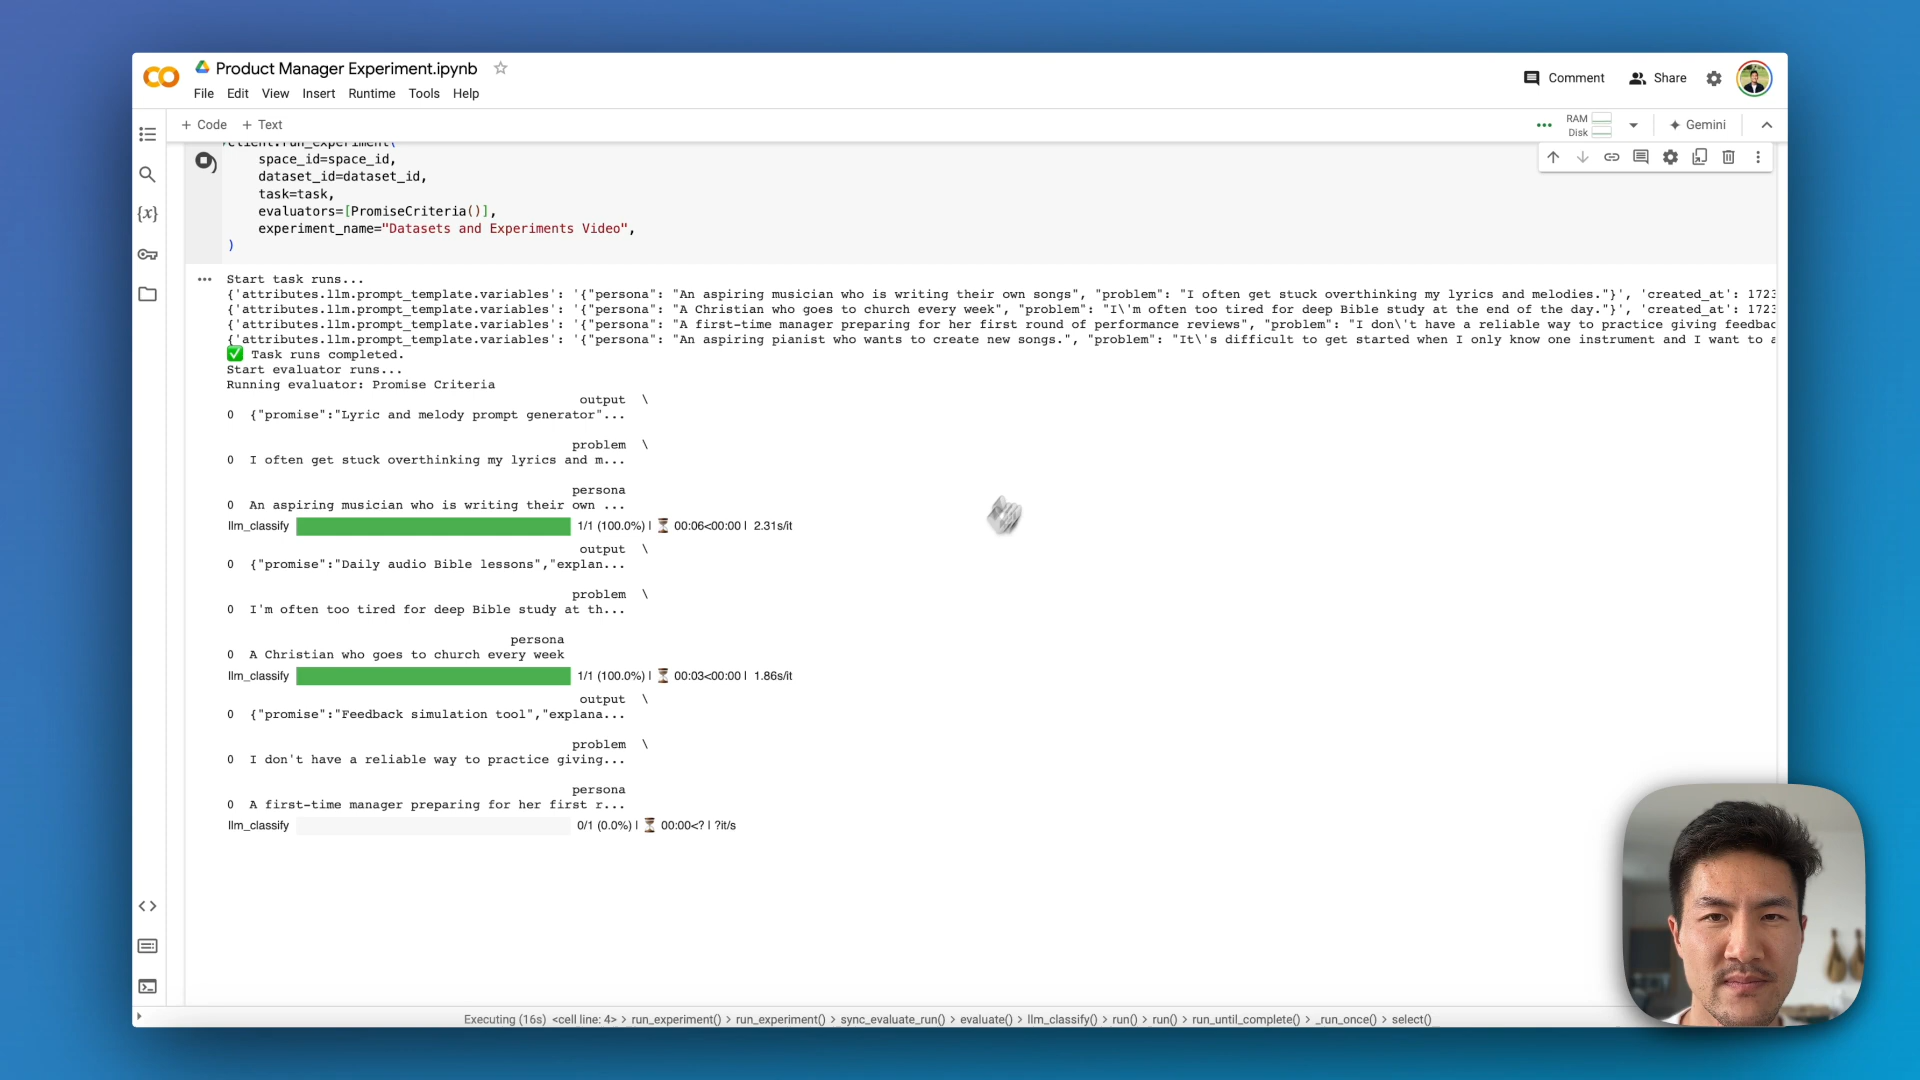 CO
Product Manager Experiment.ipynb
File Edit View Insert Runtime Tools Help
Comment
Share
+ Code + Text
RAM
Disk
Gemini
client.run_experiment(
space_id=space_id,
dataset_id=dataset_id,
task=task,
evaluators=[PromiseCriteria()],
experiment_name="Datasets and Experiments Video",
)
{x}
Start task runs...
{'attributes.llm.prompt_template.variables': '{"persona": "An aspiring musician who is writing their own songs", "problem": "I often get stuck overthinking my lyrics and melodies."}', 'created_at': 1723
{'attributes.llm.prompt_template.variables': '{"persona": "A Christian who goes to church every week", "problem": "I\'m often too tired for deep Bible study at the end of the day."}', 'created_at': 1723
{'attributes.llm.prompt_template.variables': '{"persona": "A first-time manager preparing for her first round of performance reviews", "problem": "I don\'t have a reliable way to practice giving feedbac
{'attributes.llm.prompt_template.variables': '{"persona": "An aspiring pianist who wants to create new songs.", "problem": "It\'s difficult to get started when I only know one instrument and I want to a
✅ Task runs completed.
Start evaluator runs...
Running evaluator: Promise Criteria
output \
0 {"promise":"Lyric and melody prompt generator"...
problem \
0 I often get stuck overthinking my lyrics and m...
persona
0 An aspiring musician who is writing their own ...
llm_classify 1/1 (100.0%) | ⏳ 00:06<00:00 | 2.31s/it
output \
0 {"promise":"Daily audio Bible lessons","explan...
problem \
0 I'm often too tired for deep Bible study at th...
persona
0 A Christian who goes to church every week
llm_classify 1/1 (100.0%) | ⏳ 00:03<00:00 | 1.86s/it
output \
0 {"promise":"Feedback simulation tool","explana...
problem \
0 I don't have a reliable way to practice giving...
persona
0 A first-time manager preparing for her first r...
llm_classify 0/1 (0.0%) | ⏳ 00:00<? | ?it/s
Executing (16s) <cell line: 4> > run_experiment() > run_experiment() > sync_evaluate_run() > evaluate() > llm_classify() > run() > run() > run_until_complete() > _run_once() > select()